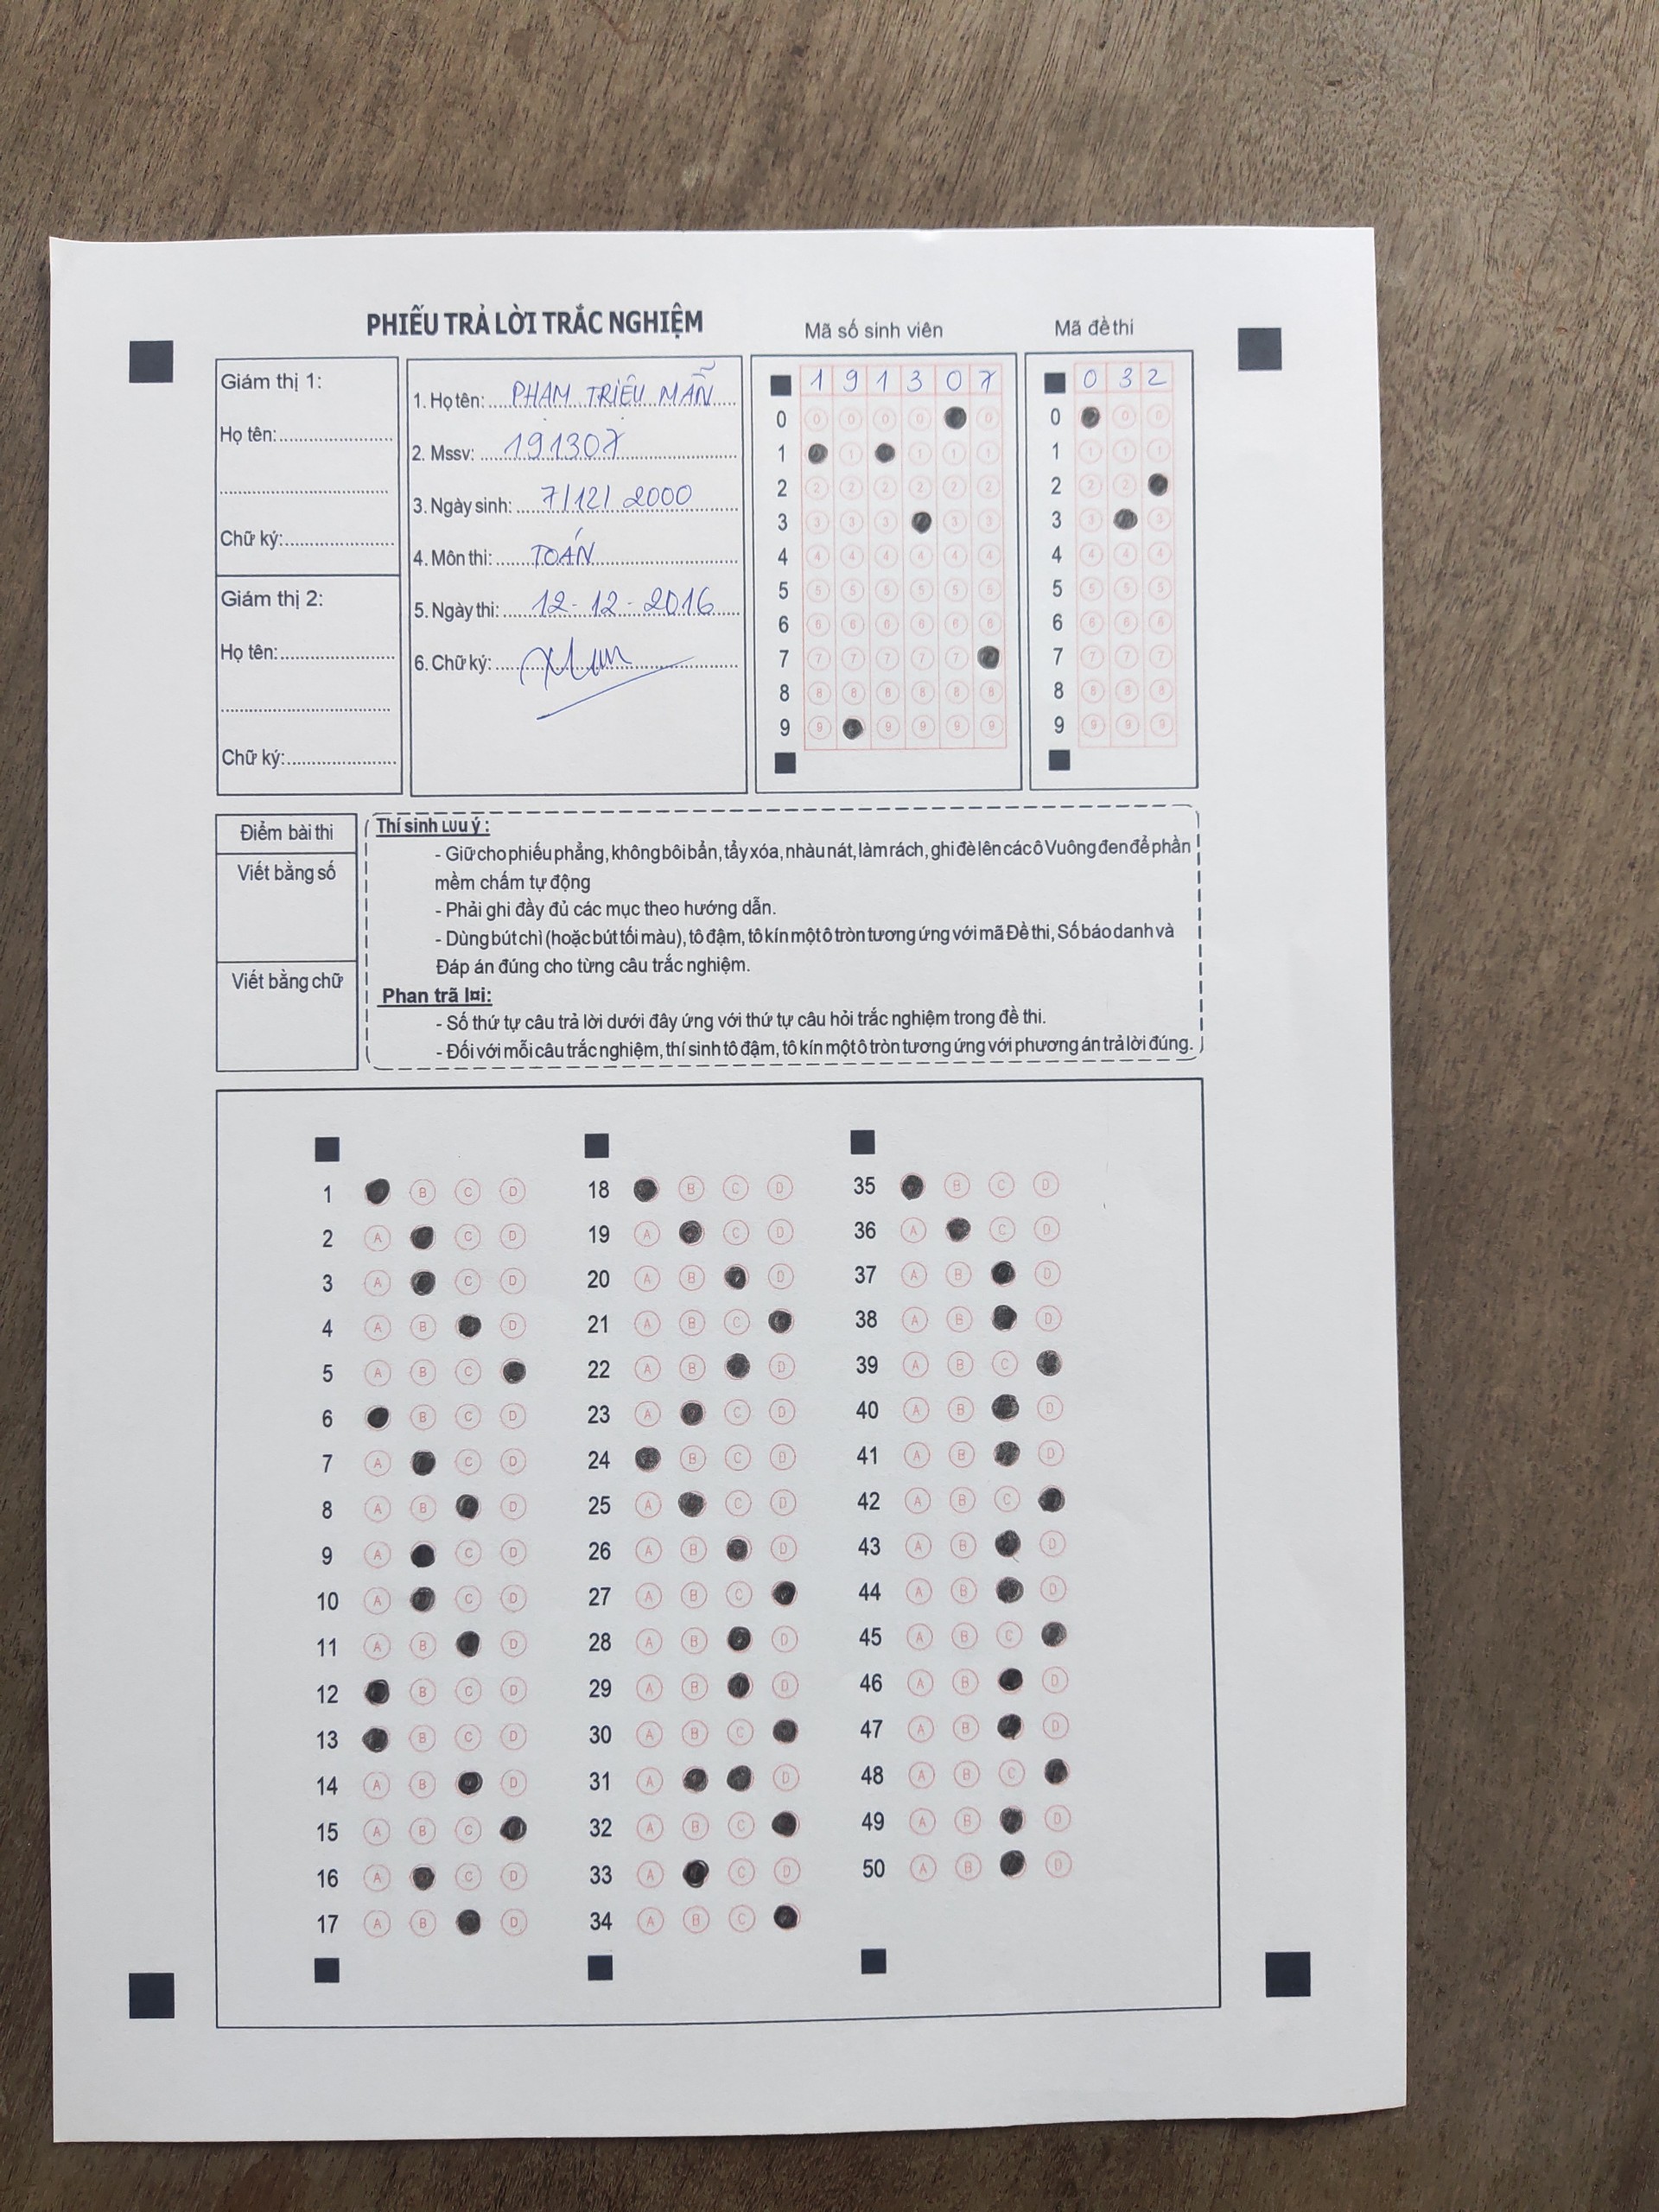 PHIẾU TRẢ LỜI TRẮC NGHIỆM
Giám thị 1:
Họ tên:
Chữ ký:
Giám thị 2:
Họ tên:
Chữ ký:
1. Họ tên: PHẠM TRIỆU MẪN
2. Mssv: 191307
3. Ngày sinh: 7/12/2000
4. Môn thi: TOÁN
5. Ngày thi: 12-12-2016
6. Chữ ký:
Mã số sinh viên
1 9 1 3 0 7
0 0 0 0 0 0
1 1 1 1 1
2 2 2 2 2 2 2
3 3 3 3 3 3
4 4 4 4 4 4 4
5 5 5 5 5 5 5
6 6 6 6 6 6 6
7 7 7 7 7 7
8 8 8 8 8 8 8
9 9 9 9 9 9
Mã đề thi
0 3 2
0 0 0
1 1 1 1
2 2 2
3 3 3
4 4 4 4
5 5 5 5
6 6 6 6
7 7 7 7
8 8 8 8
9 9 9 9
Điểm bài thi
Viết bằng số
Viết bằng chữ
Thí sinh Lưu ý :
- Giữ cho phiếu phẳng, không bôi bẩn, tẩy xóa, nhàu nát, làm rách, ghi đè lên các ô Vuông đen để phần
mềm chấm tự động
- Phải ghi đầy đủ các mục theo hướng dẫn.
- Dùng bút chì (hoặc bút tối màu), tô đậm, tô kín một ô tròn tương ứng với mã Đề thi, Số báo danh và
Đáp án đúng cho từng câu trắc nghiệm.
Phan trã l¤i:
- Số thứ tự câu trả lời dưới đây ứng với thứ tự câu hỏi trắc nghiệm trong đề thi.
- Đối với mỗi câu trắc nghiệm, thí sinh tô đậm, tô kín một ô tròn tương ứng với phương án trả lời đúng.
1 B C D
2 A C D
3 A C D
4 A B D
5 A B C
6 B C D
7 A C D
8 A B D
9 A C D
10 A C D
11 A B D
12 B C D
13 B C D
14 A B D
15 A B C
16 A C D
17 A B D
18 B C D
19 A C D
20 A B D
21 A B C
22 A B D
23 A C D
24 B C D
25 A C D
26 A B D
27 A B C
28 A B D
29 A B D
30 A B C
31 A D
32 A B C
33 A C D
34 A B C
35 B C D
36 A C D
37 A B D
38 A B D
39 A B C
40 A B D
41 A B D
42 A B C
43 A B D
44 A B D
45 A B C
46 A B D
47 A B D
48 A B C
49 A B D
50 A B D